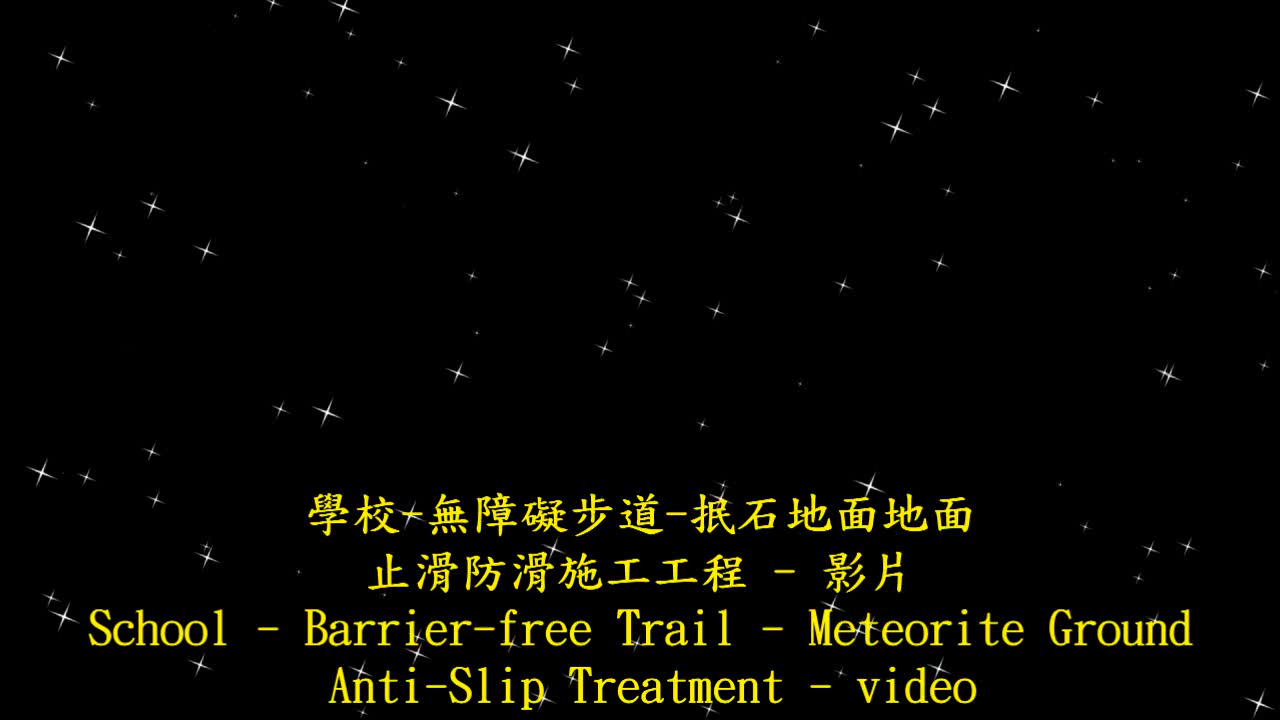 學校-無障礙步道-抿石地面地面
止滑防滑施工工程 - 影片
School - Barrier-free Trail - Meteorite Ground
Anti-Slip Treatment - video